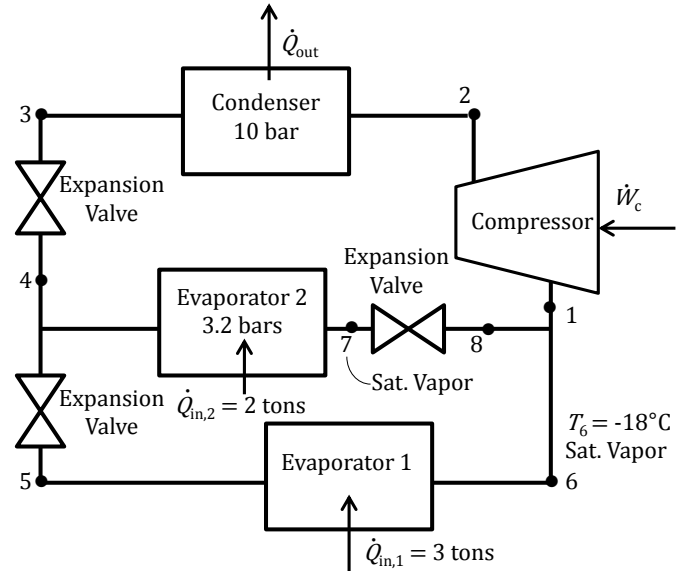 Q̇out
3
Condenser
10 bar
2
Expansion
Valve
Compressor
Ẇc
4
Evaporator 2
3.2 bars
Expansion
Valve
1
7
8
Sat. Vapor
Q̇in,2 = 2 tons
Expansion
Valve
T6 = -18°C
Sat. Vapor
5
Evaporator 1
6
Q̇in,1 = 3 tons